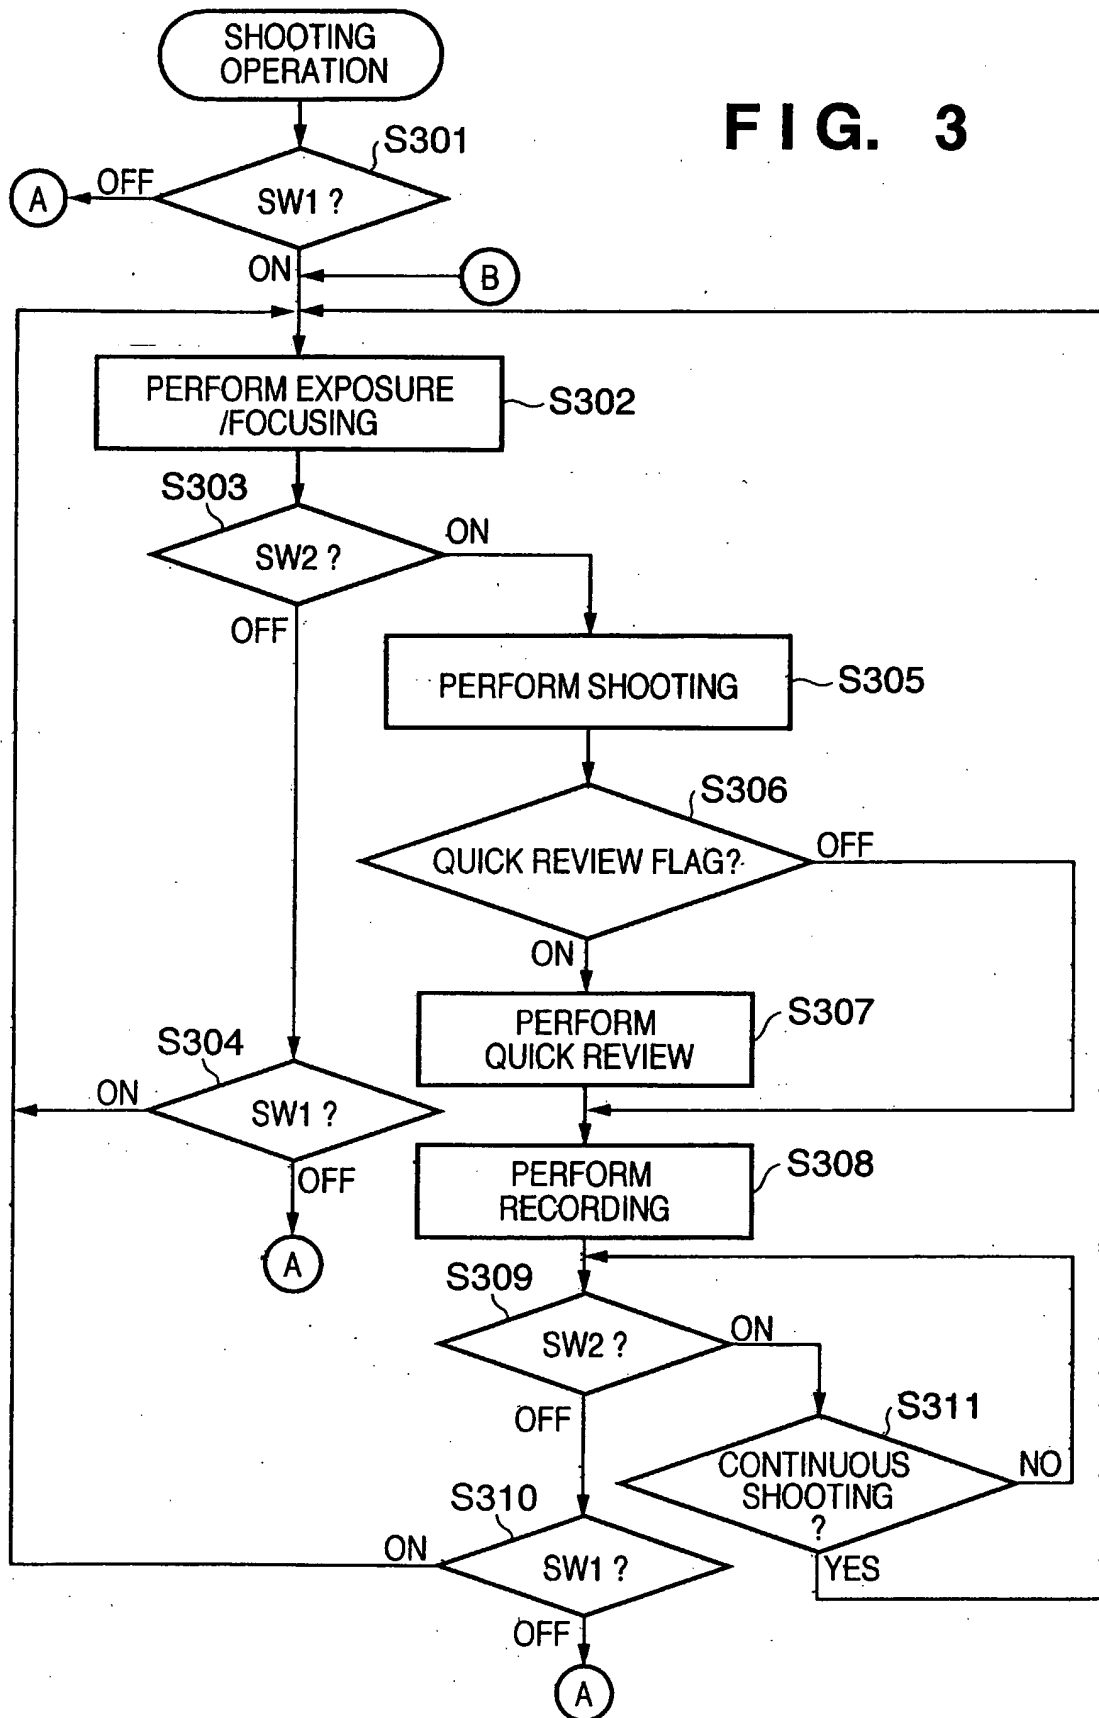 SHOOTING
OPERATION
FIG. 3
S301
A
OFF
SW1 ?
ON
B
PERFORM EXPOSURE
/FOCUSING
S302
S303
SW2 ?
ON
OFF
PERFORM SHOOTING
S305
S306
QUICK REVIEW FLAG?
OFF
ON
PERFORM
QUICK REVIEW
S307
S304
ON
SW1 ?
OFF
A
PERFORM
RECORDING
S308
S309
SW2 ?
ON
OFF
S311
CONTINUOUS
SHOOTING
?
NO
YES
S310
ON
SW1 ?
OFF
A